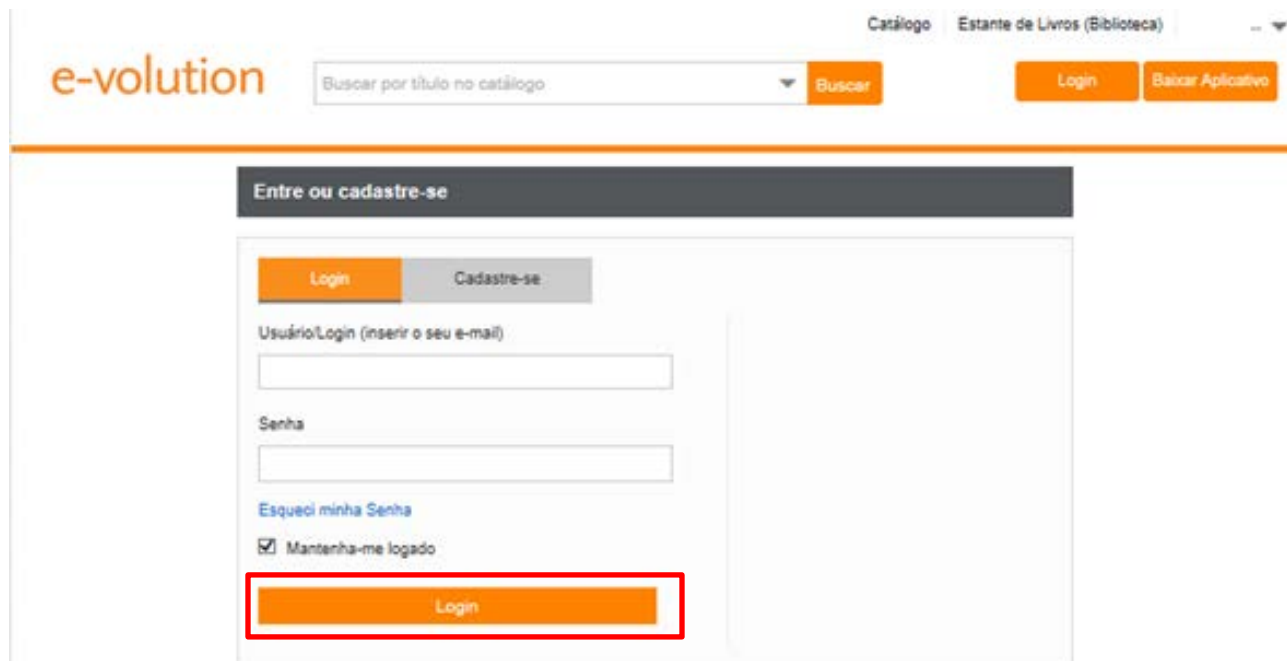 Catálogo Estante de Livros (Biblioteca) ...
e-volution
Buscar por título no catálogo Buscar Login Baixar Aplicativo
Entre ou cadastre-se
Login Cadastre-se
Usuário/Login (inserir o seu e-mail)
Senha
Esqueci minha Senha
Mantenha-me logado
Login